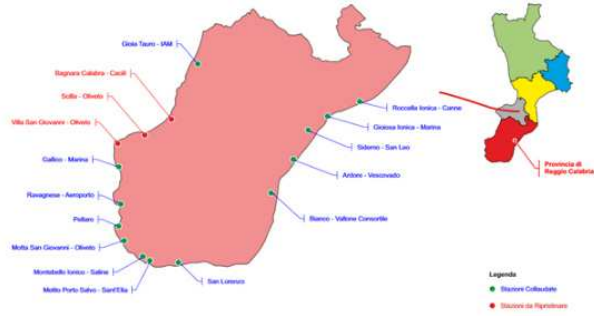 Gioia Tauro - IAM
Bagnara Calabra - Cacili
Scilla - Oliveto
Villa San Giovanni - Oliveto
Gallico - Marina
Ravagnese - Aeroporto
Pellaro
Motta San Giovanni - Oliveto
Montebello Ionico - Saline
Melito Porto Salvo - Sant'Elia
San Lorenzo
Bianco - Vallone Consortile
Ardore - Vescovado
Siderno - San Leo
Gioiosa Ionica - Marina
Roccella Ionica - Canne
Provincia di
Reggio Calabria
Legenda
Stazioni Collaudate
Stazioni da Ripristinare